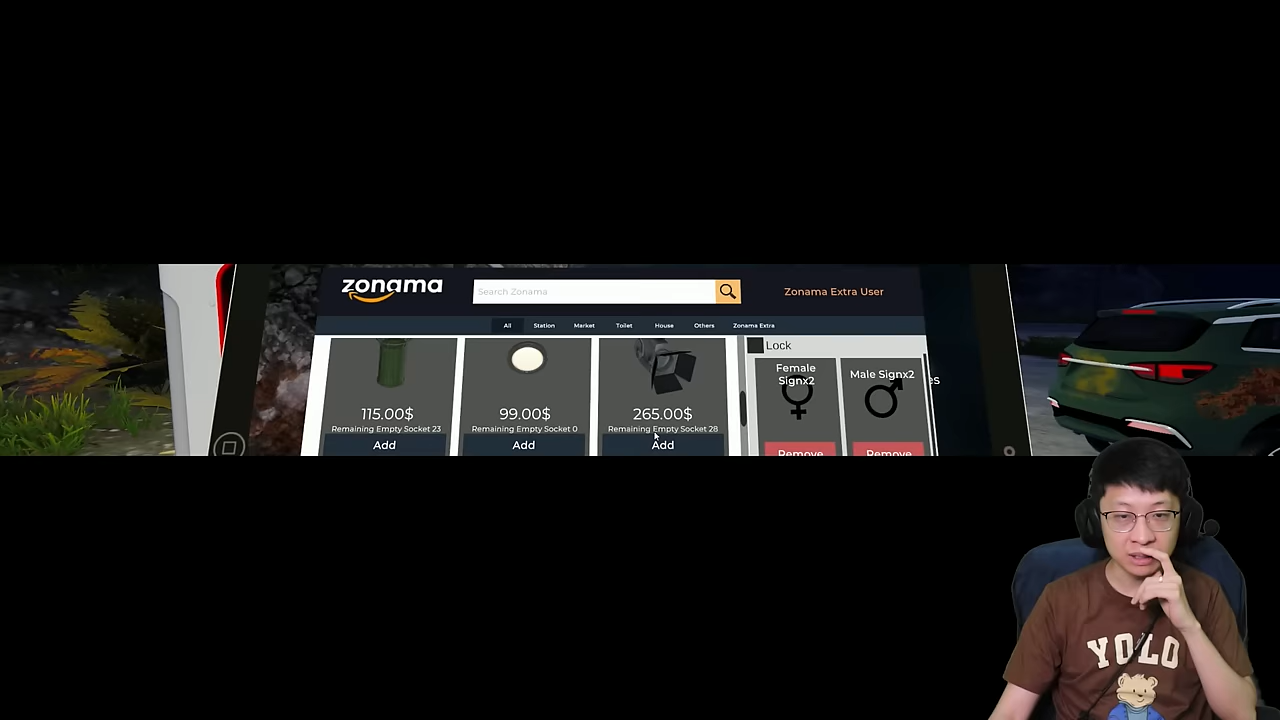 zonama
Search Zonama
Zonama Extra User
All Station Market Toilet House Others Zonama Extra
Lock
Female Signx2
Male Signx2
115.00$
99.00$
265.00$
Remaining Empty Socket 23
Remaining Empty Socket 0
Remaining Empty Socket 28
Add
Add
Add
Remove
Remove
YOLO